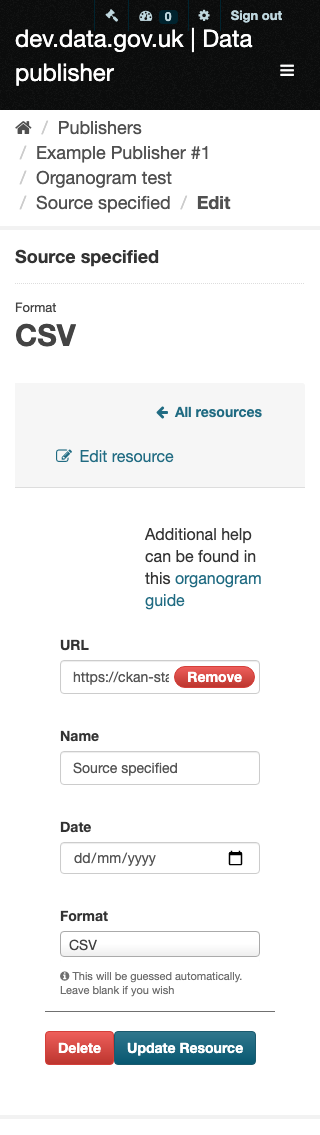 0 Sign out
dev.data.gov.uk | Data
publisher
/ Publishers
/ Example Publisher #1
/ Organogram test
/ Source specified / Edit
Source specified
Format
CSV
All resources
Edit resource
Additional help
can be found in
this organogram
guide
URL
https://ckan-sta Remove
Name
Source specified
Date
dd/mm/yyyy
Format
CSV
This will be guessed automatically.
Leave blank if you wish
Delete Update Resource